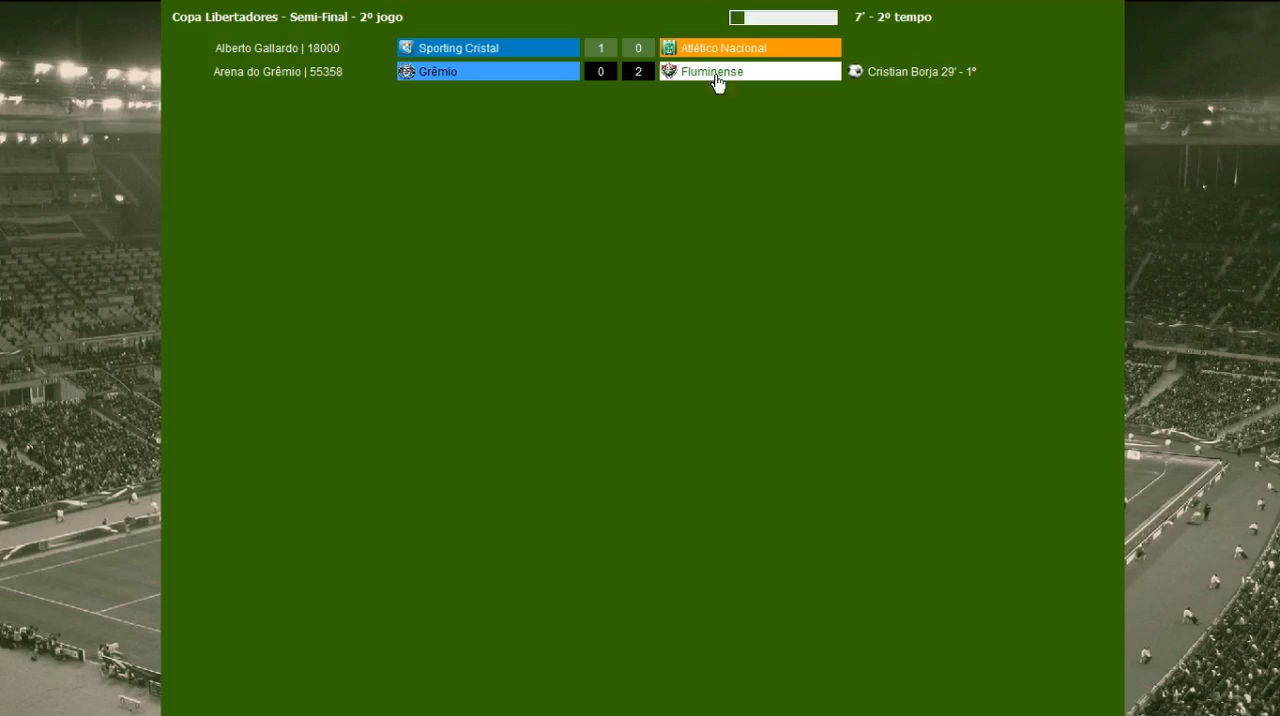 Copa Libertadores - Semi-Final - 2º jogo 7' - 2º tempo
Alberto Gallardo | 18000 Sporting Cristal 1 0 Atlético Nacional
Arena do Grêmio | 55358 Grêmio 0 2 Fluminense Cristian Borja 29' - 1º